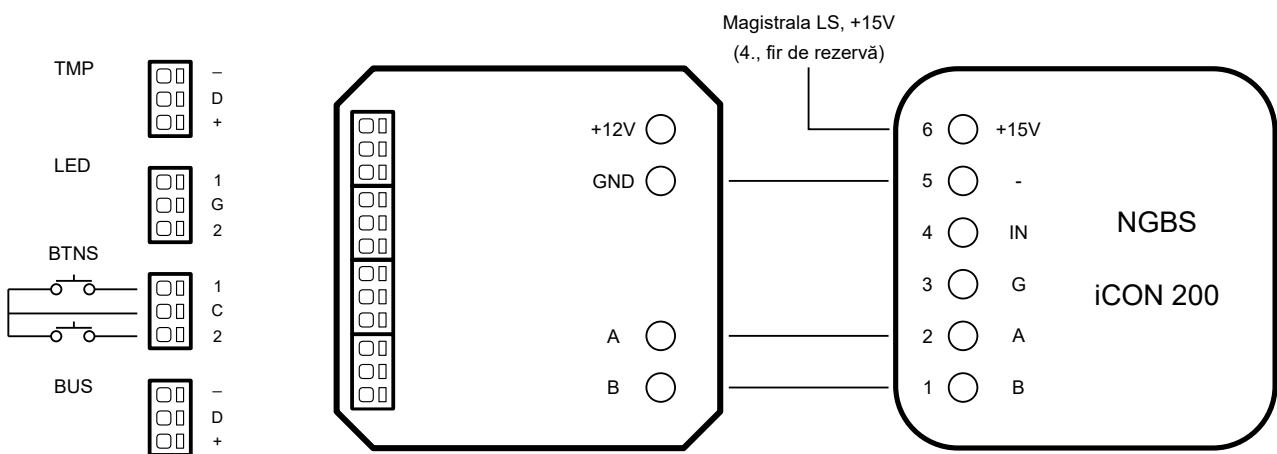 Magistrala LS, +15V
(4., fir de rezervă)
TMP
–
D
+
LED
1
G
2
BTNS
1
C
2
BUS
–
D
+
+12V
GND
A
B
6 +15V
5 -
4 IN
3 G
2 A
1 B
NGBS
iCON 200